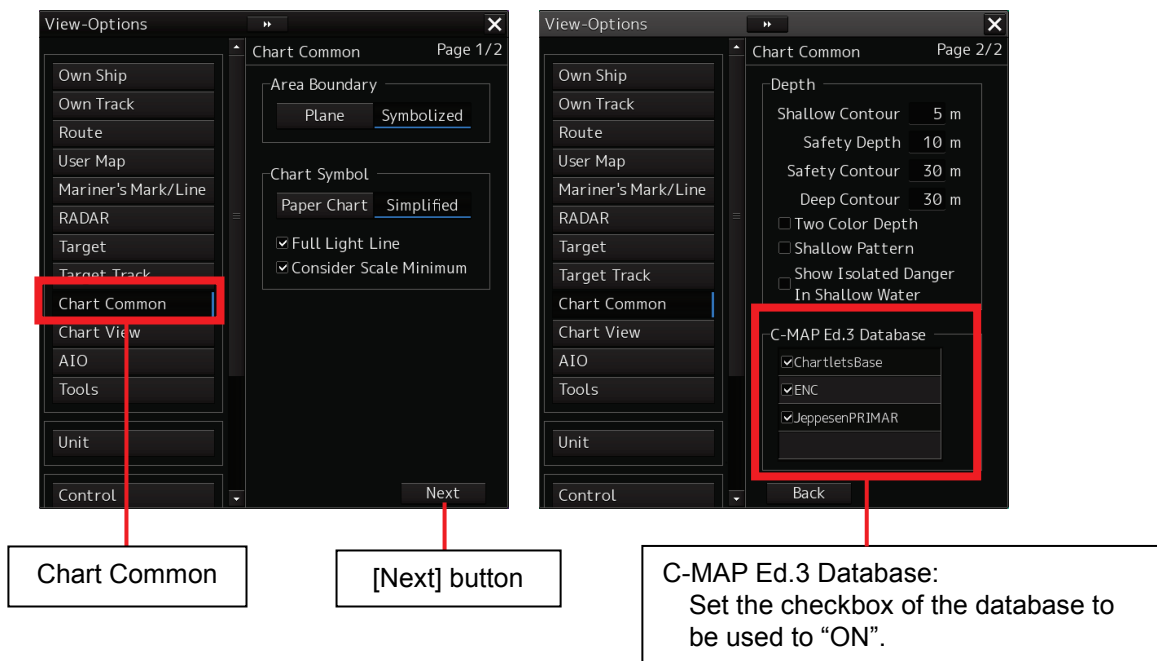 View-Options
Chart Common Page 1/2
Own Ship
Own Track
Route
User Map
Mariner's Mark/Line
RADAR
Target
Target Track
Chart Common
Chart View
AIO
Tools
Unit
Control
Area Boundary
Plane Symbolized
Chart Symbol
Paper Chart Simplified
Full Light Line
Consider Scale Minimum
Next
View-Options
Chart Common Page 2/2
Own Ship
Own Track
Route
User Map
Mariner's Mark/Line
RADAR
Target
Target Track
Chart Common
Chart View
AIO
Tools
Unit
Control
Depth
Shallow Contour 5 m
Safety Depth 10 m
Safety Contour 30 m
Deep Contour 30 m
Two Color Depth
Shallow Pattern
Show Isolated Danger
In Shallow Water
C-MAP Ed.3 Database
ChartletsBase
ENC
JeppesenPRIMAR
Back
Chart Common
[Next] button
C-MAP Ed.3 Database:
Set the checkbox of the database to
be used to “ON”.